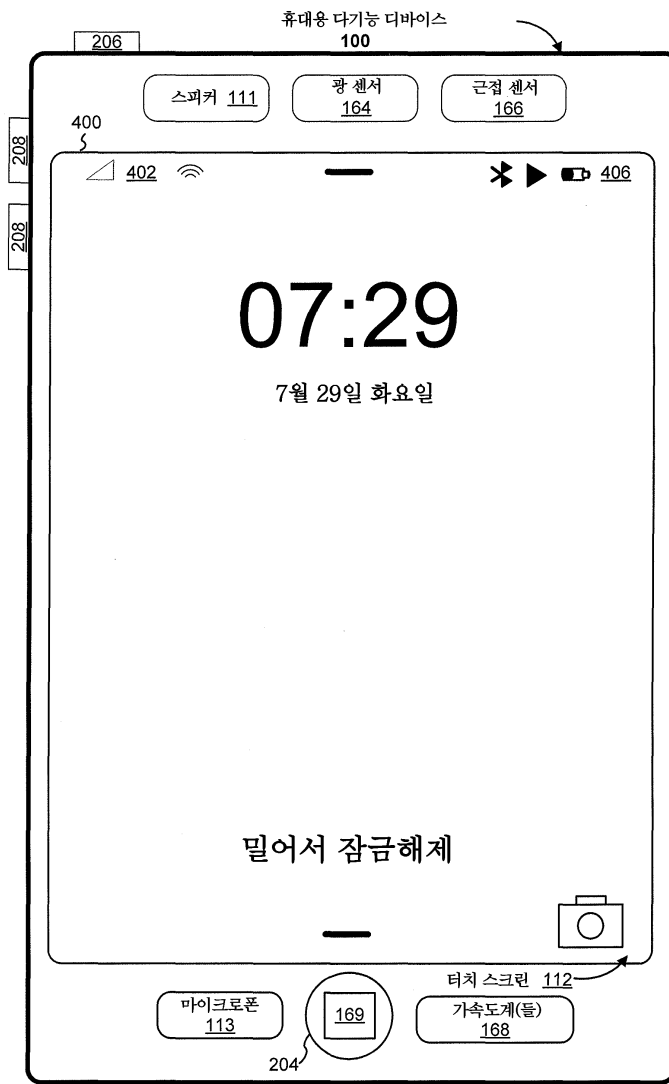 휴대용 다기능 디바이스
100
206
스피커 111
광 센서
164
근접 센서
166
400
208
208
402
406
07:29
7월 29일 화요일
밀어서 잠금해제
터치 스크린 112
마이크로폰
113
169
가속도계(들)
168
204